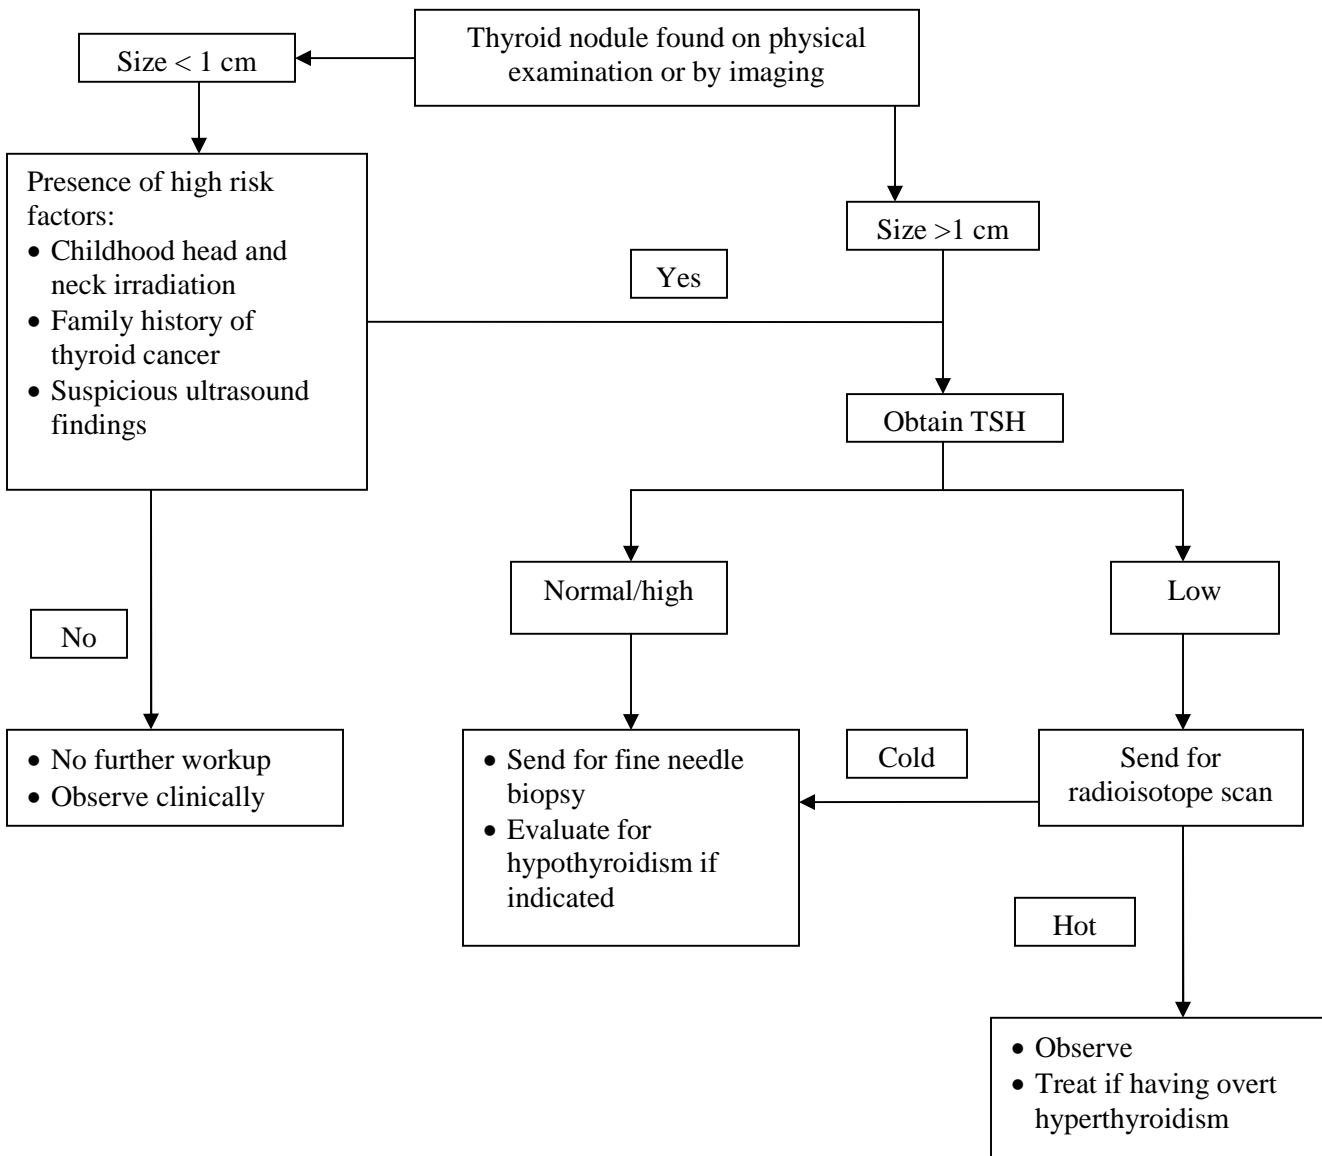 Thyroid nodule found on physical
examination or by imaging
Size < 1 cm
Presence of high risk
factors:
• Childhood head and
neck irradiation
• Family history of
thyroid cancer
• Suspicious ultrasound
findings
Size >1 cm
Yes
Obtain TSH
Normal/high
Low
No
• No further workup
• Observe clinically
• Send for fine needle
biopsy
• Evaluate for
hypothyroidism if
indicated
Cold
Send for
radioisotope scan
Hot
• Observe
• Treat if having overt
hyperthyroidism